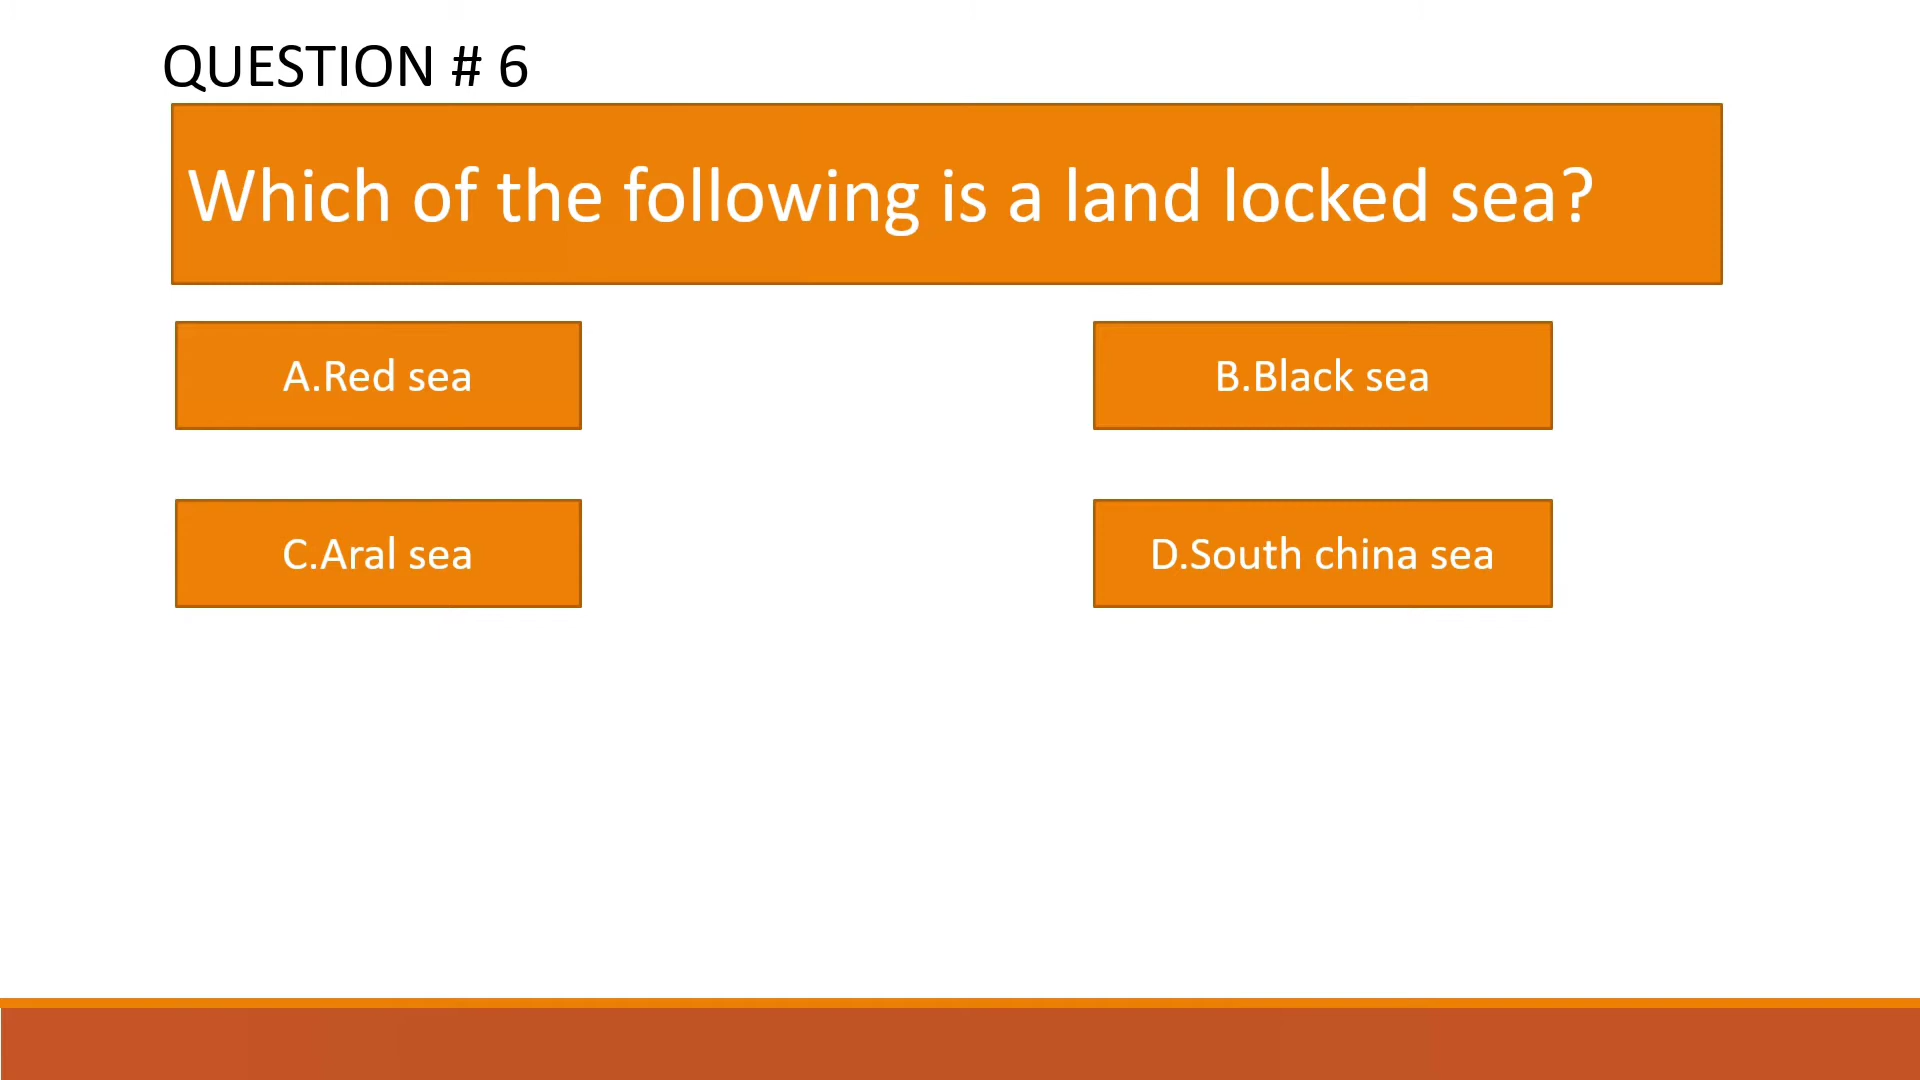 QUESTION # 6
Which of the following is a land locked sea?
A.Red sea
B.Black sea
C.Aral sea
D.South china sea